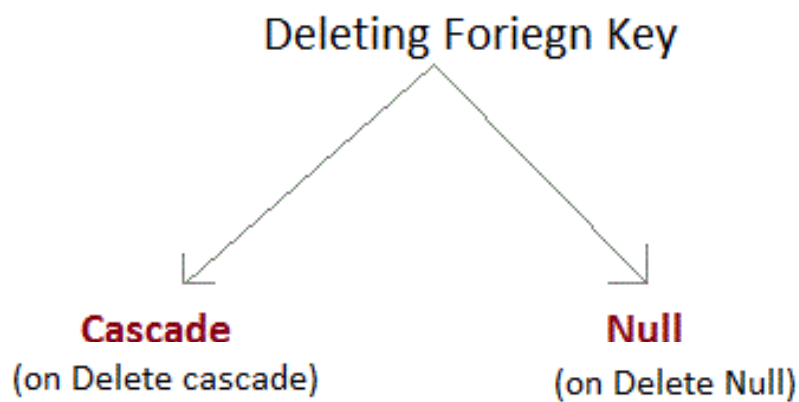 Deleting Foriegn Key
Cascade
(on Delete cascade)
Null
(on Delete Null)